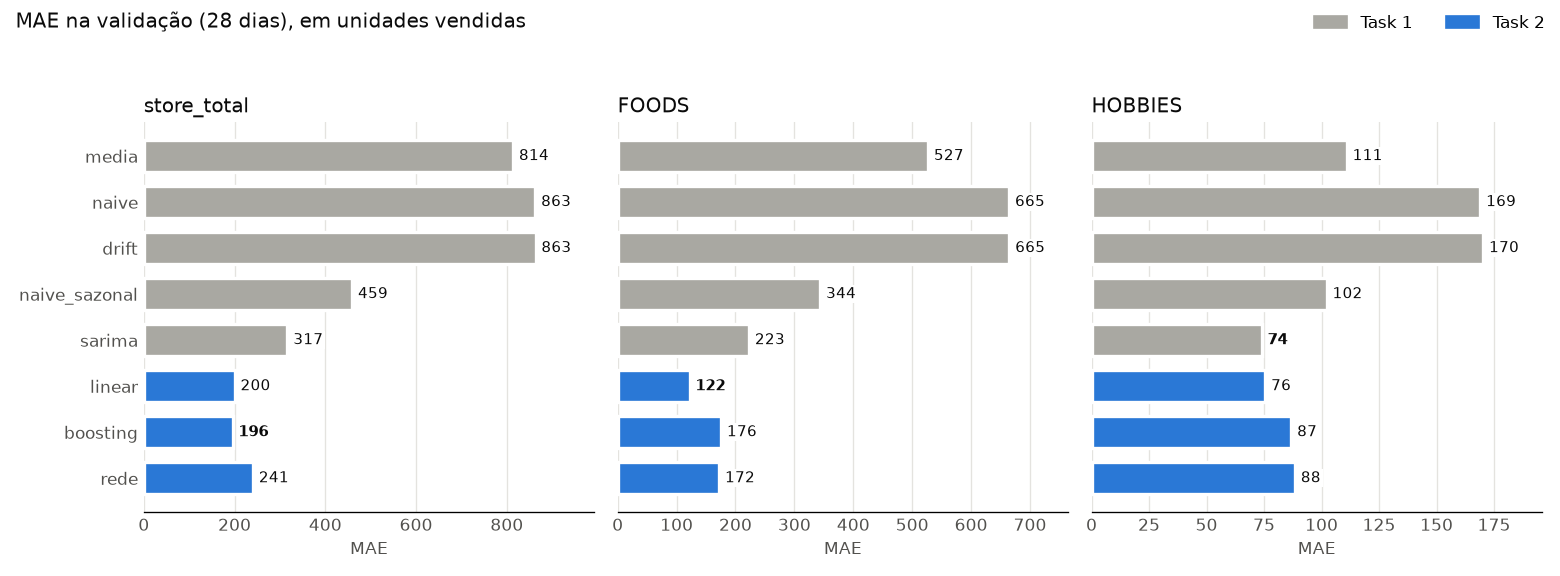 MAE na validação (28 dias), em unidades vendidas
Task 1
Task 2
store_total
FOODS
HOBBIES
media
814
527
111
naive
863
665
169
drift
863
665
170
naive_sazonal
459
344
102
sarima
317
223
74
linear
200
122
76
boosting
196
176
87
rede
241
172
88
0 200 400 600 800
0 100 200 300 400 500 600 700
0 25 50 75 100 125 150 175
MAE
MAE
MAE